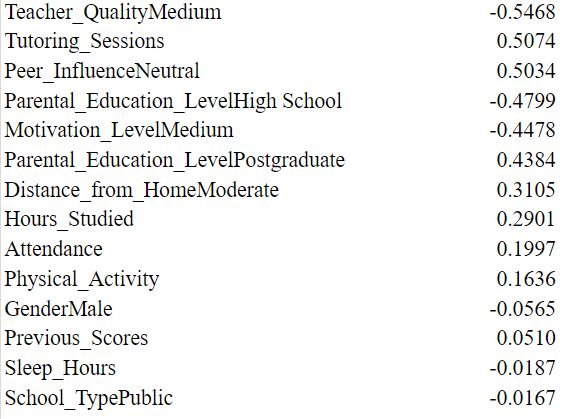 Teacher_QualityMedium -0.5468
Tutoring_Sessions 0.5074
Peer_InfluenceNeutral 0.5034
Parental_Education_LevelHigh School -0.4799
Motivation_LevelMedium -0.4478
Parental_Education_LevelPostgraduate 0.4384
Distance_from_HomeModerate 0.3105
Hours_Studied 0.2901
Attendance 0.1997
Physical_Activity 0.1636
GenderMale -0.0565
Previous_Scores 0.0510
Sleep_Hours -0.0187
School_TypePublic -0.0167